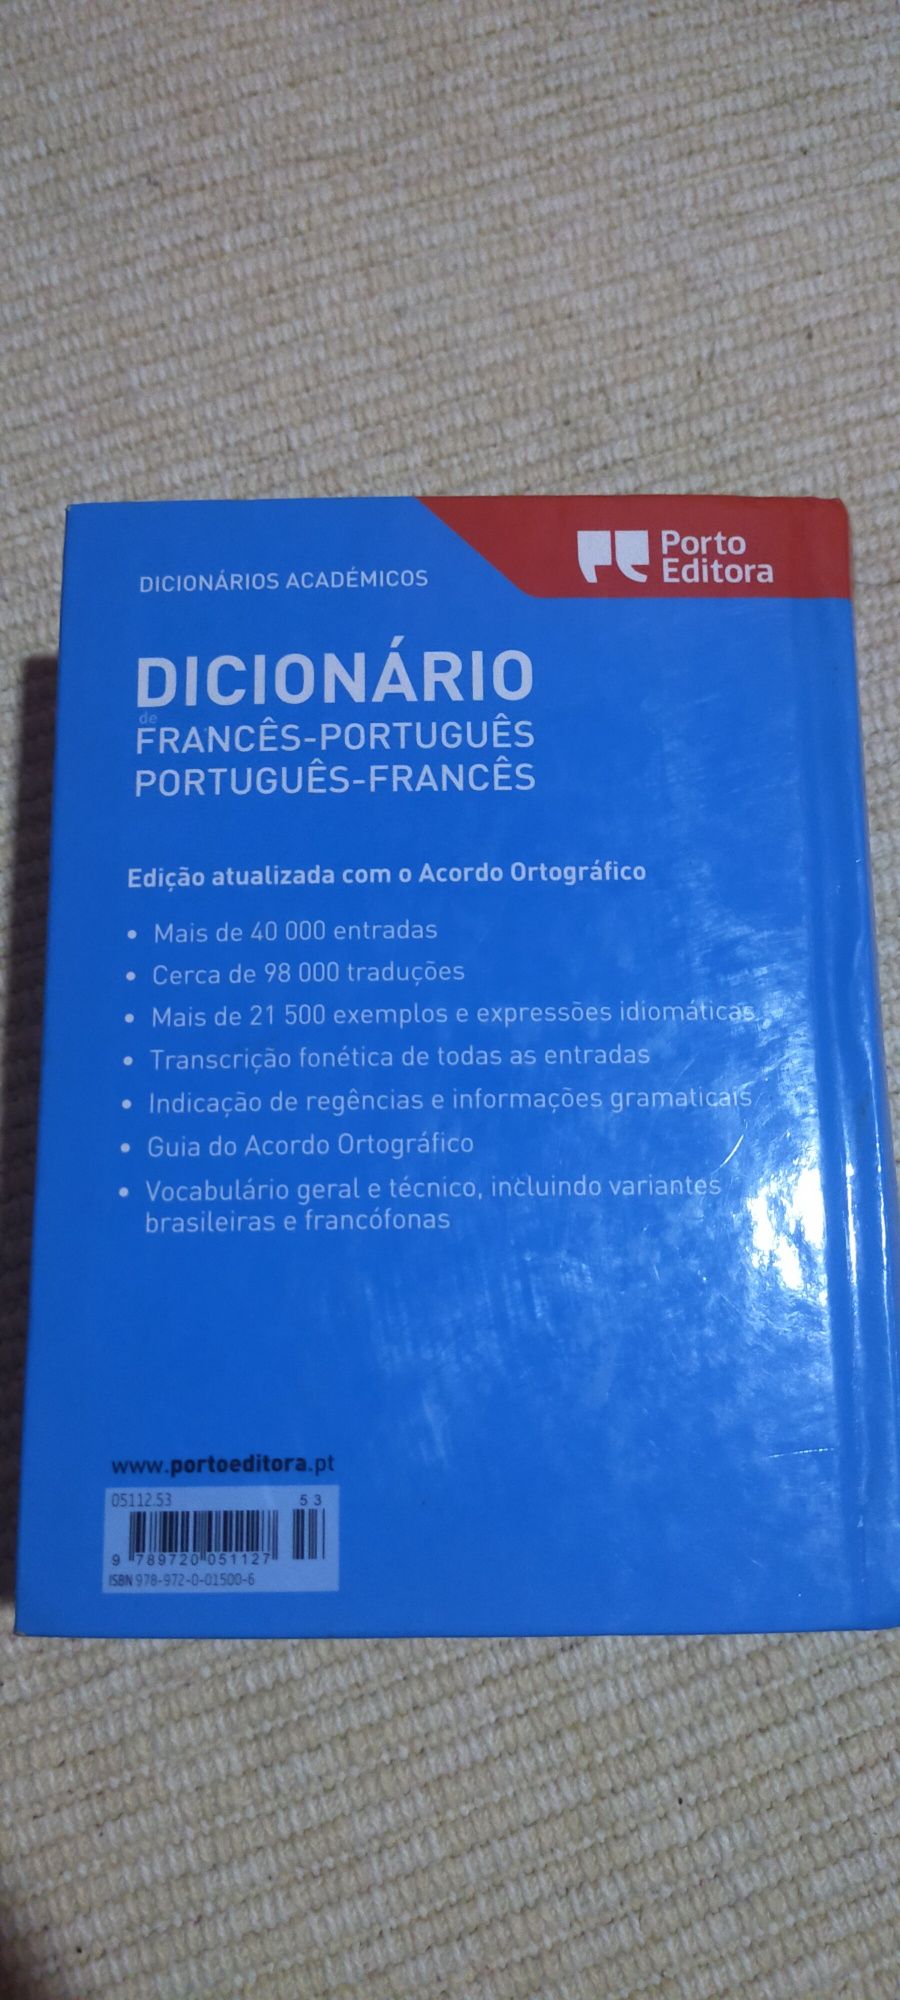 Porto
Editora
DICIONÁRIOS ACADÉMICOS
DICIONÁRIO
de
FRANCÊS-PORTUGUÊS
PORTUGUÊS-FRANCÊS
Edição atualizada com o Acordo Ortográfico
• Mais de 40 000 entradas
• Cerca de 98 000 traduções
• Mais de 21 500 exemplos e expressões idiomáticas
• Transcrição fonética de todas as entradas
• Indicação de regências e informações gramaticais
• Guia do Acordo Ortográfico
• Vocabulário geral e técnico, incluindo variantes
brasileiras e francófonas
www.portoeditora.pt
05112.53 53
9 789720 051127
ISBN 978-972-0-01500-6